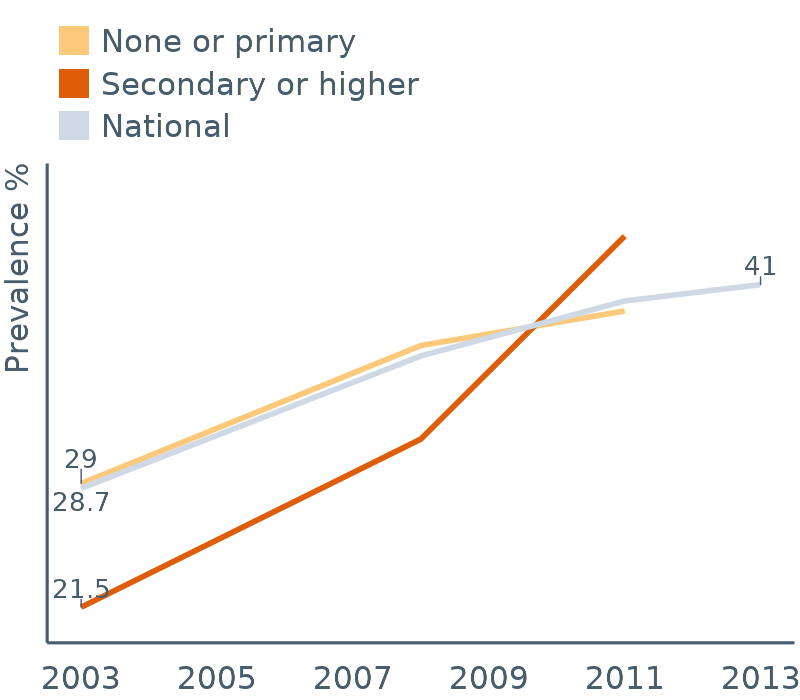 None or primary
Secondary or higher
National
Prevalence %
41
29
28.7
21.5
2003 2005 2007 2009 2011 2013